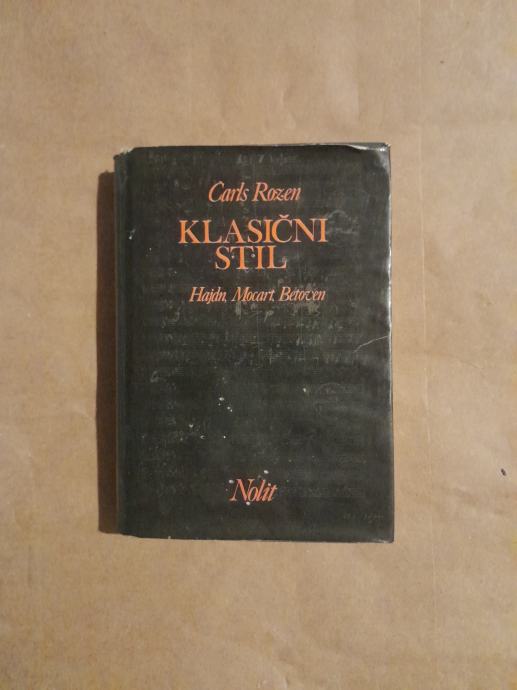 Carls Rozen
KLASIČNI
STIL
Hajdn, Mocart, Betoven
Nolit